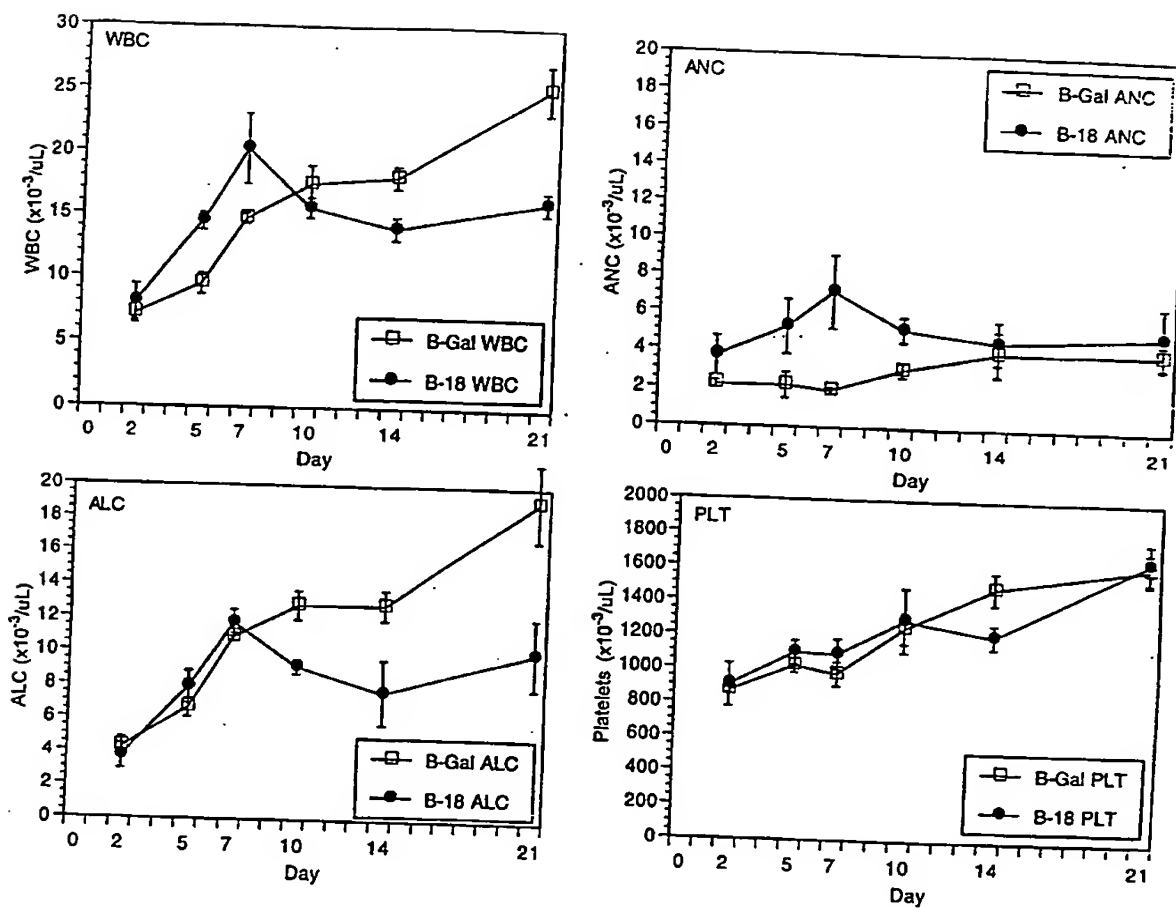 WBC
30
25
20
15
10
5
0
WBC (x10⁻³/uL)
B-Gal WBC
B-18 WBC
0 2 5 7 10 14 21
Day
ANC
20
18
16
14
12
10
8
6
4
2
0
ANC (x10⁻³/uL)
B-Gal ANC
B-18 ANC
0 2 5 7 10 14 21
Day
ALC
20
18
16
14
12
10
8
6
4
2
0
ALC (x10⁻³/uL)
B-Gal ALC
B-18 ALC
0 2 5 7 10 14 21
Day
PLT
2000
1800
1600
1400
1200
1000
800
600
400
200
0
Platelets (x10⁻³/uL)
B-Gal PLT
B-18 PLT
0 2 5 7 10 14 21
Day